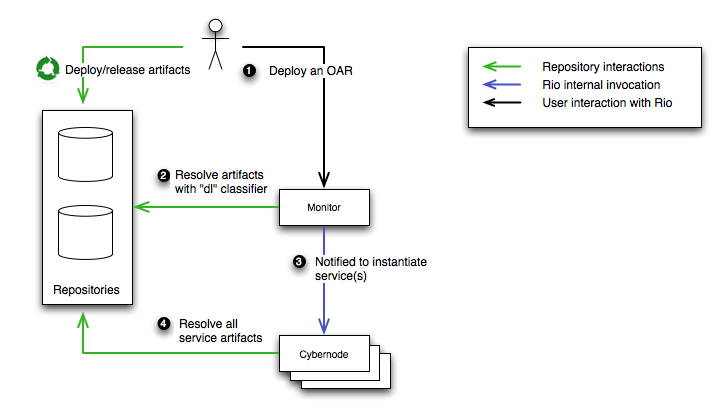 Deploy/release artifacts
1 Deploy an OAR
Repository interactions
Rio internal invocation
User interaction with Rio
2 Resolve artifacts
with "dl" classifier
Monitor
3 Notified to instantiate
service(s)
Repositories
4 Resolve all
service artifacts
Cybernode